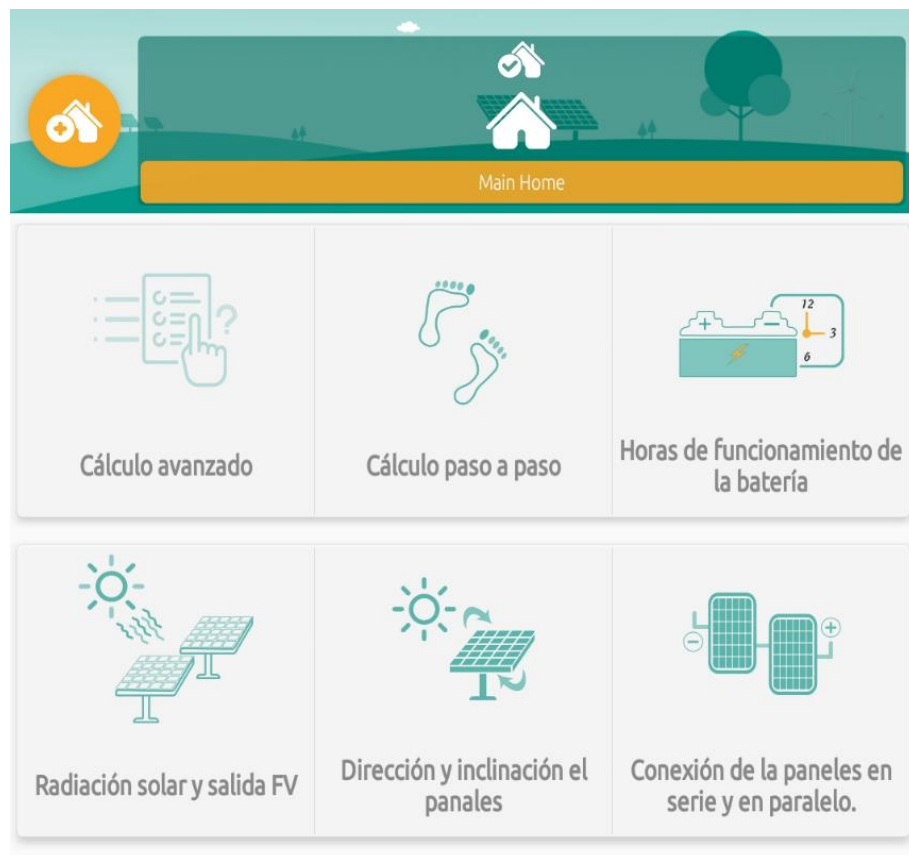 Main Home
12
3
6
Cálculo avanzado
Cálculo paso a paso
Horas de funcionamiento de
la batería
Radiación solar y salida FV
Dirección y inclinación el
panales
Conexión de la paneles en
serie y en paralelo.